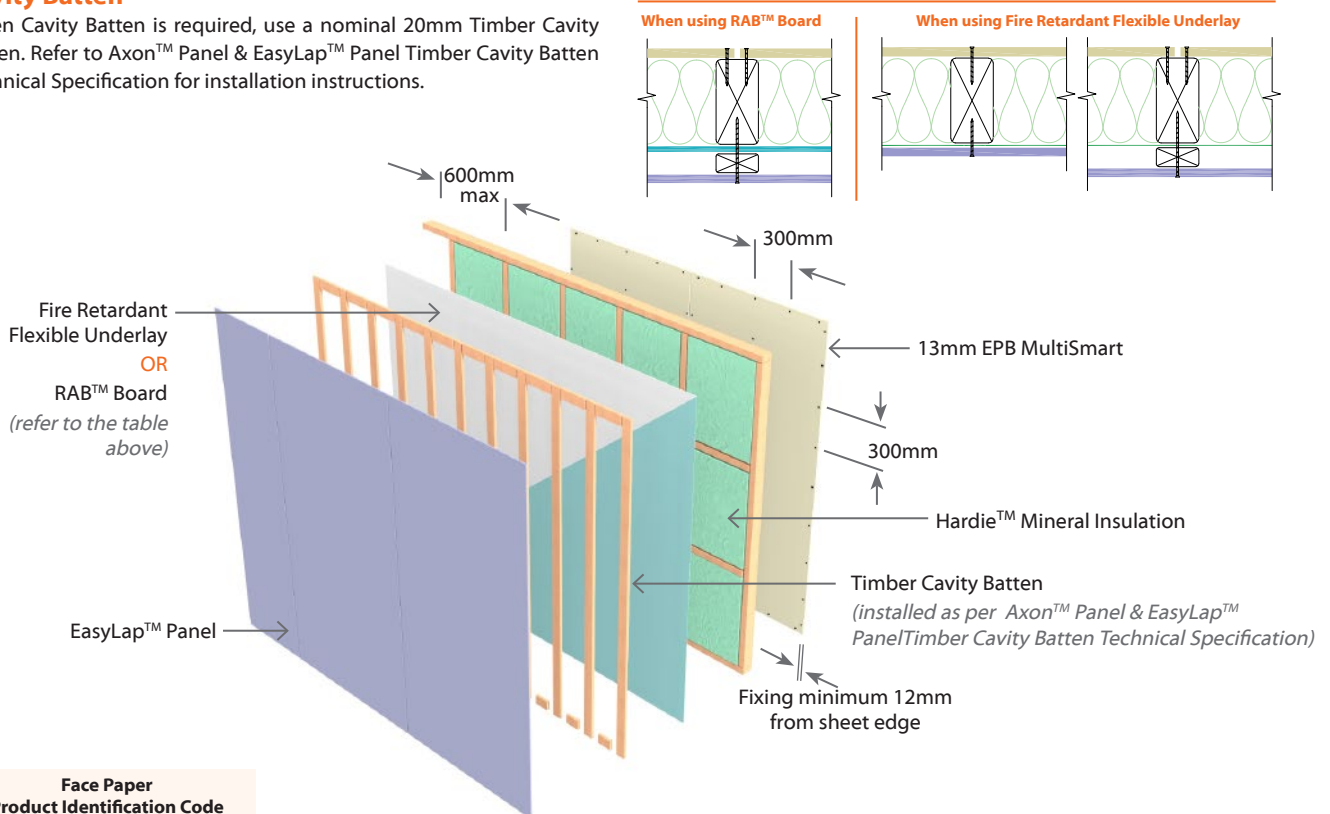 When using RAB™ Board
When using Fire Retardant Flexible Underlay
en Cavity Batten is required, use a nominal 20mm Timber Cavity
en. Refer to Axon™ Panel & EasyLap™ Panel Timber Cavity Batten
nical Specification for installation instructions.
600mm
max
300mm
Fire Retardant
Flexible Underlay
OR
RAB™ Board
(refer to the table
above)
13mm EPB MultiSmart
300mm
Hardie™ Mineral Insulation
Timber Cavity Batten
(installed as per Axon™ Panel & EasyLap™
PanelTimber Cavity Batten Technical Specification)
EasyLap™ Panel
Fixing minimum 12mm
from sheet edge
Face Paper
Product Identification Code